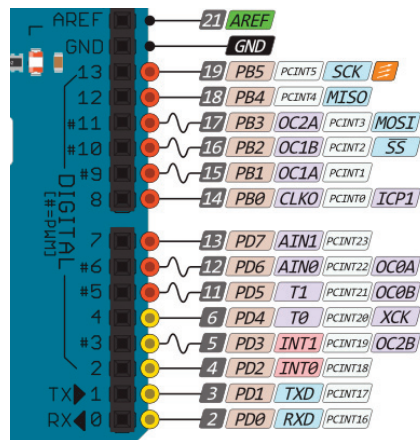 AREF 21 AREF
GND GND
13 19 PB5 PCINT5 SCK
12 18 PB4 PCINT4 MISO
#11 17 PB3 OC2A PCINT3 MOSI
#10 16 PB2 OC1B PCINT2 SS
#9 15 PB1 OC1A PCINT1
8 14 PB0 CLKO PCINT0 ICP1
DIGITAL
[#=PWM]
7 13 PD7 AIN1 PCINT23
#6 12 PD6 AIN0 PCINT22 OC0A
#5 11 PD5 T1 PCINT21 OC0B
4 6 PD4 T0 PCINT20 XCK
#3 5 PD3 INT1 PCINT19 OC2B
2 4 PD2 INT0 PCINT18
TX▶1 3 PD1 TXD PCINT17
RX◀0 2 PD0 RXD PCINT16